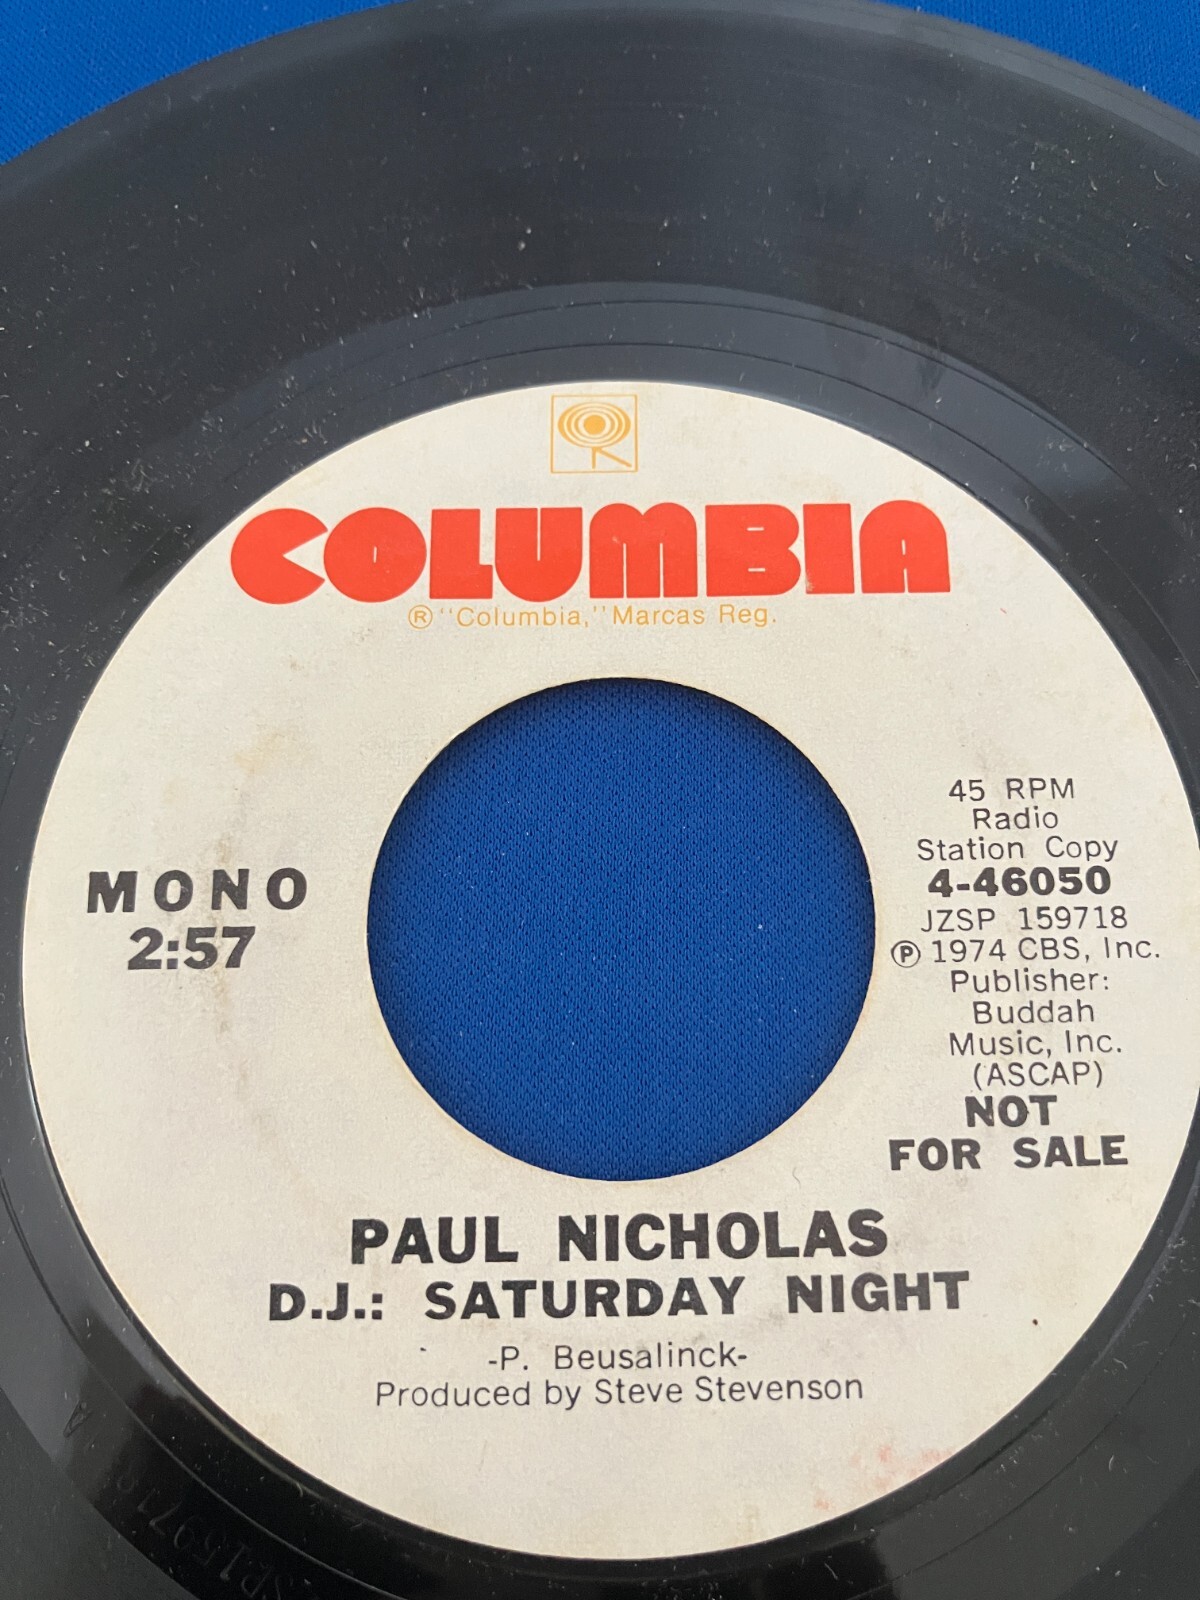 COLUMBIA
® "Columbia," Marcas Reg.
MONO
2:57
45 RPM
Radio
Station Copy
4-46050
JZSP 159718
℗ 1974 CBS, Inc.
Publisher:
Buddah
Music, Inc.
(ASCAP)
NOT
FOR SALE
PAUL NICHOLAS
D.J.: SATURDAY NIGHT
-P. Beusalinck-
Produced by Steve Stevenson